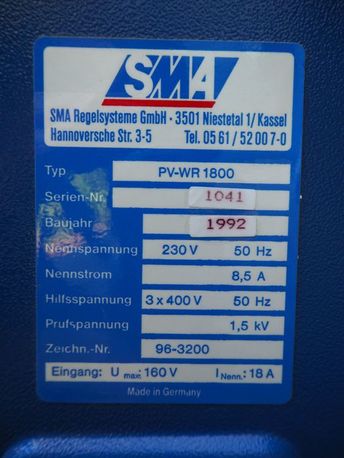 SMA
SMA Regelsysteme GmbH · 3501 Niestetal 1/ Kassel
Hannoversche Str. 3-5 Tel. 05 61 / 52 00 7-0
Typ PV-WR 1800
Serien-Nr. 1041
Baujahr 1992
Nennspannung 230 V 50 Hz
Nennstrom 8,5 A
Hilfsspannung 3 x 400 V 50 Hz
Prufspannung 1,5 kV
Zeichn.-Nr. 96-3200
Eingang: U max: 160 V I Nenn.: 18 A
Made in Germany